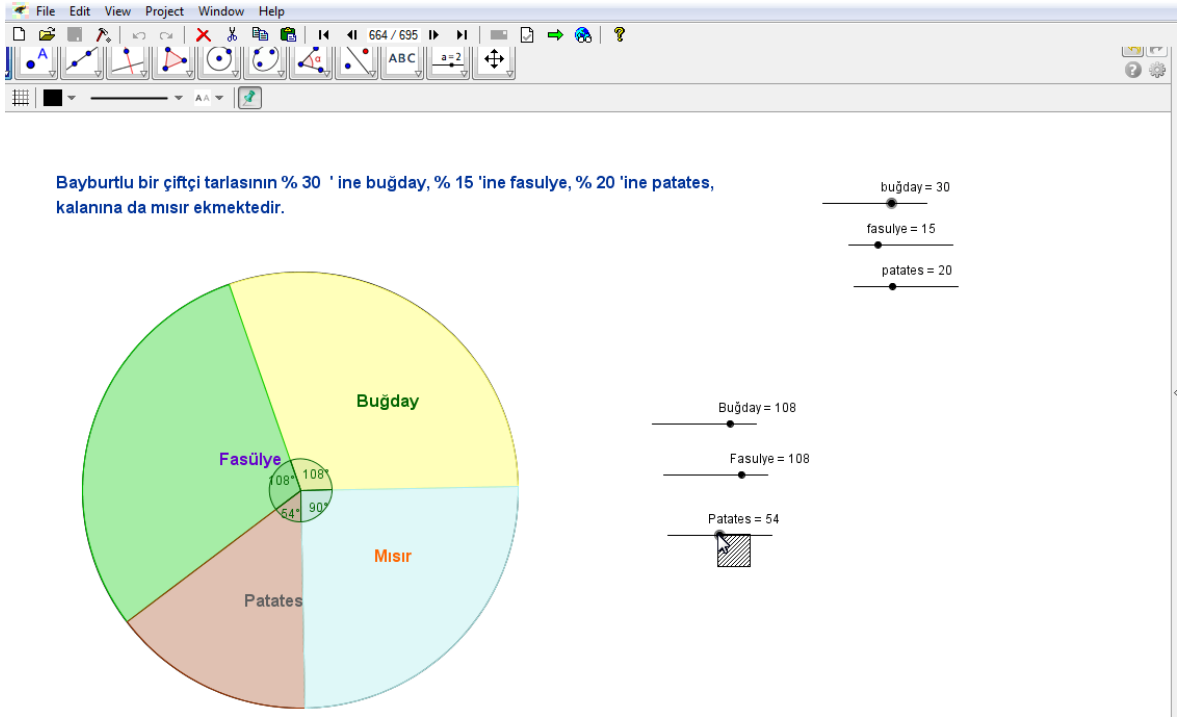 File Edit View Project Window Help
664 / 695
A
α
ABC
a=2
AA
Bayburtlu bir çiftçi tarlasının % 30 ' ine buğday, % 15 'ine fasulye, % 20 'ine patates,
kalanına da mısır ekmektedir.
buğday = 30
fasulye = 15
patates = 20
Buğday
Buğday = 108
Fasülye
Fasulye = 108
108°
108°
54°
90°
Patates = 54
Mısır
Patates